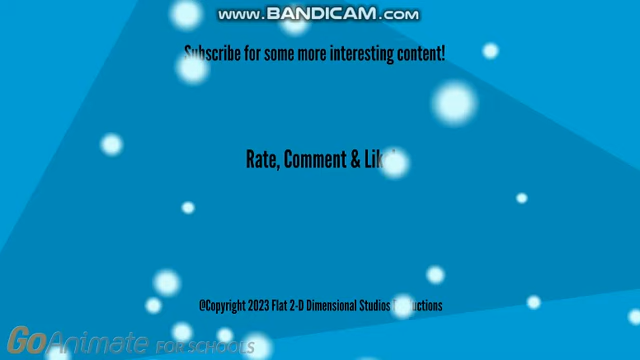 www.BANDICAM.com
Subscribe for some more interesting content!
Rate, Comment &
@Copyright 2023 Flat 2-D Dimensional Studios
GoAnimate FOR SCHOOLS